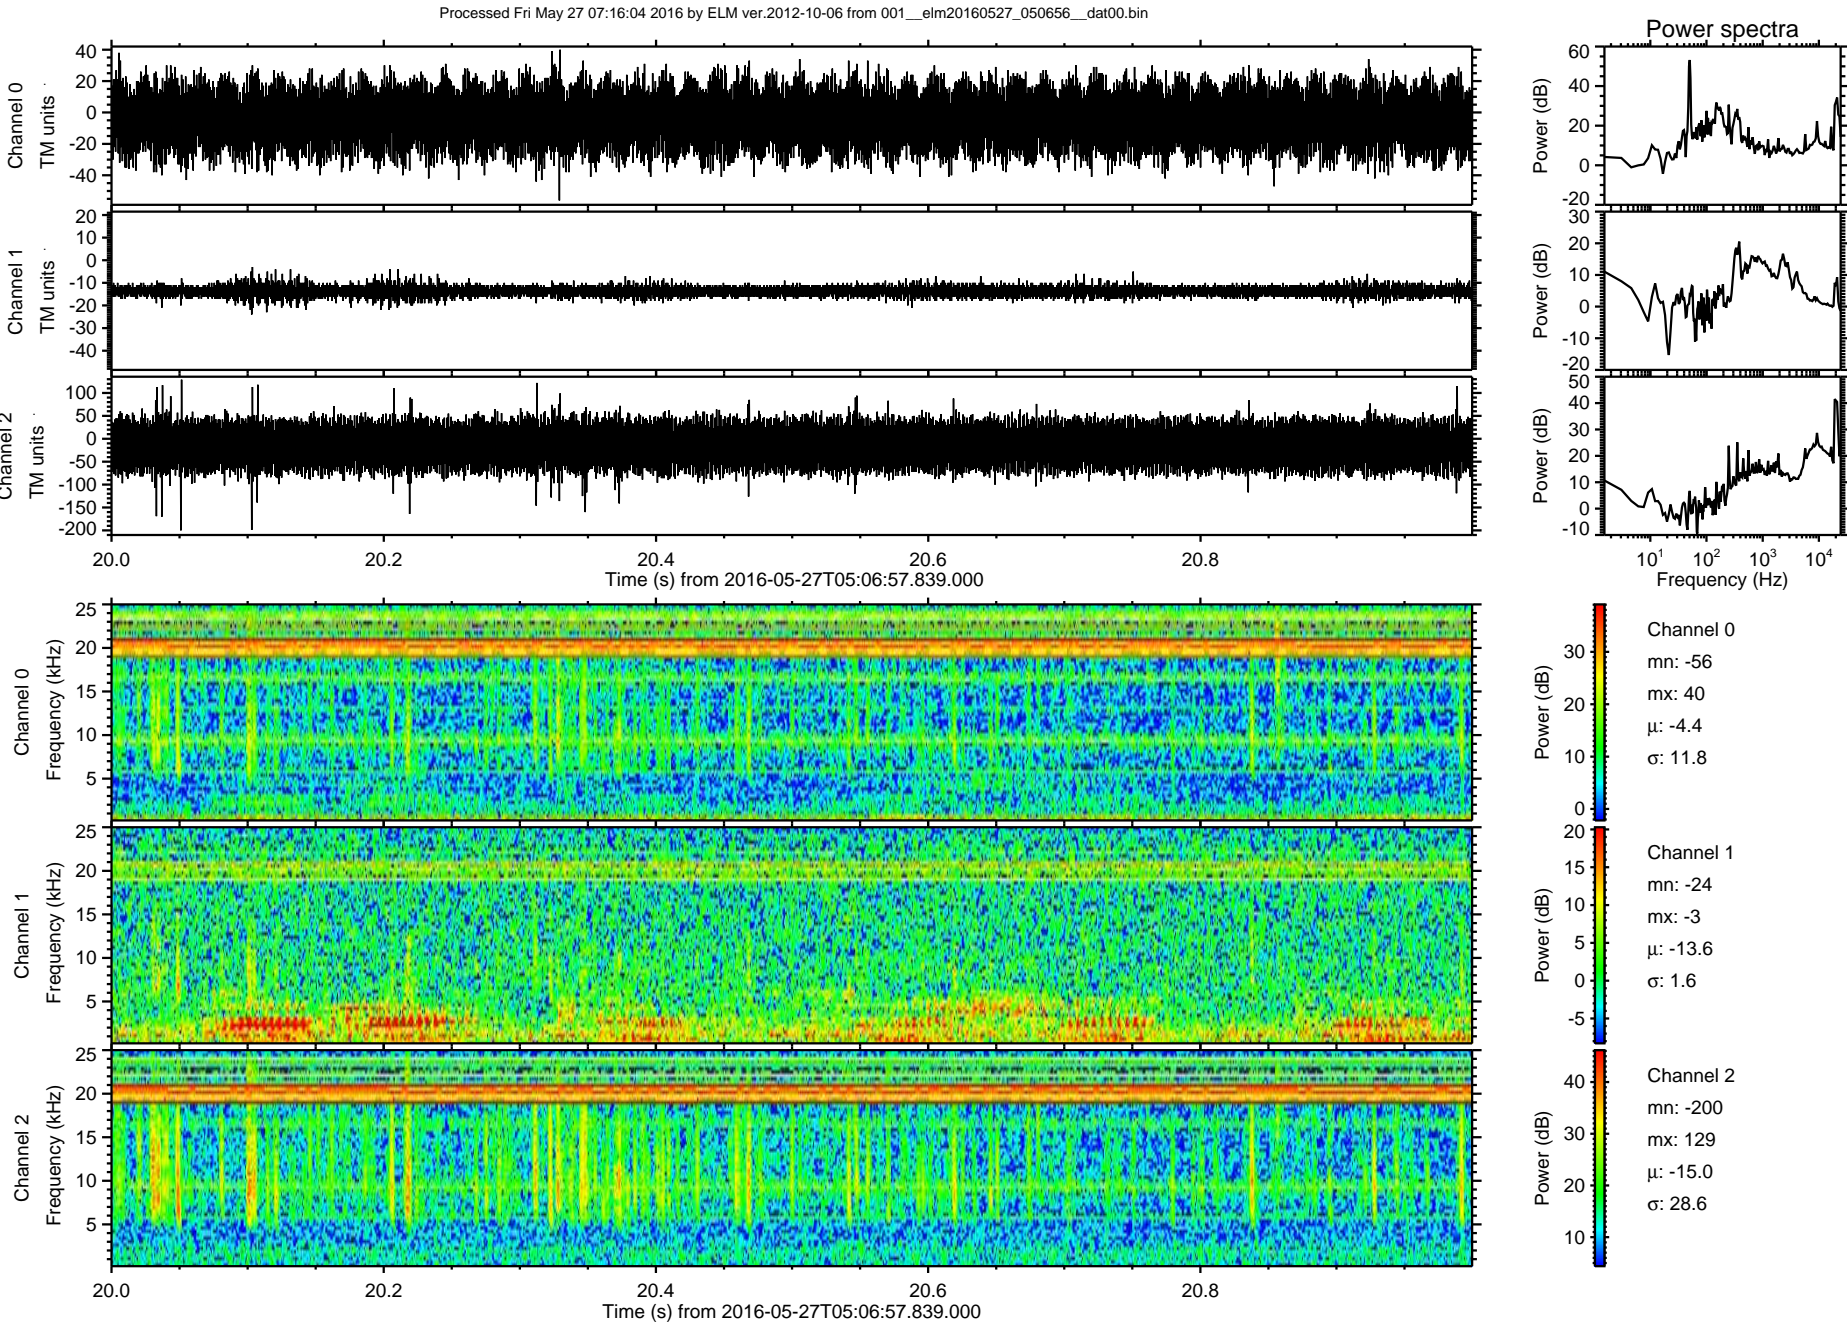 Processed Fri May 27 07:16:04 2016 by ELM ver.2012-10-06 from 001__elm20160527_050656__dat00.bin
Power spectra
Channel 0
TM units
40
20
0
-20
-40
Power (dB)
60
40
20
0
-20
Channel 1
TM units
20
10
0
-10
-20
-30
-40
Power (dB)
30
20
10
0
-10
-20
Channel 2
TM units
100
50
0
-50
-100
-150
-200
Power (dB)
50
40
30
20
10
0
-10
20.0 20.2 20.4 20.6 20.8
Time (s) from 2016-05-27T05:06:57.839.000
10^1 10^2 10^3 10^4
Frequency (Hz)
Channel 0
Frequency (kHz)
25
20
15
10
5
Power (dB)
30
20
10
0
Channel 0
mn: -56
mx: 40
μ: -4.4
σ: 11.8
Channel 1
Frequency (kHz)
25
20
15
10
5
Power (dB)
20
15
10
5
0
-5
Channel 1
mn: -24
mx: -3
μ: -13.6
σ: 1.6
Channel 2
Frequency (kHz)
25
20
15
10
5
Power (dB)
40
30
20
10
Channel 2
mn: -200
mx: 129
μ: -15.0
σ: 28.6
20.0 20.2 20.4 20.6 20.8
Time (s) from 2016-05-27T05:06:57.839.000